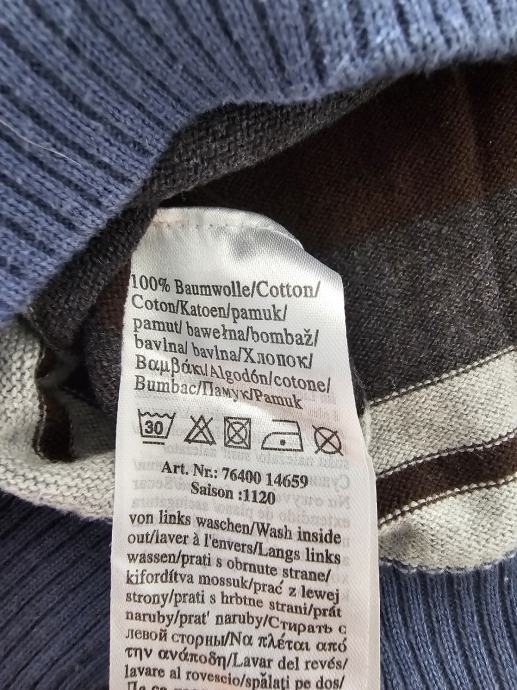 100% Baumwolle/Cotton/
Coton/Katoen/pamuk/
pamut/ bawełna/bombaž/
bavlna/ bavlna/Хлопок/
Βαμβάκι/Algodón/cotone/
Bumbac/Памук/Pamuk
30
Art. Nr.: 76400 14659
Saison :1120
von links waschen/Wash inside
out/laver à l'envers/Langs links
wassen/prati s obrnute strane/
kifordítva mossuk/prać z lewej
strony/prati s hrbtne strani/prát
naruby/prat' naruby/Стирать с
левой стороны/Να πλέται από
την ανάποδη/Lavar del revés/
lavare al rovescio/spălați pe dos/